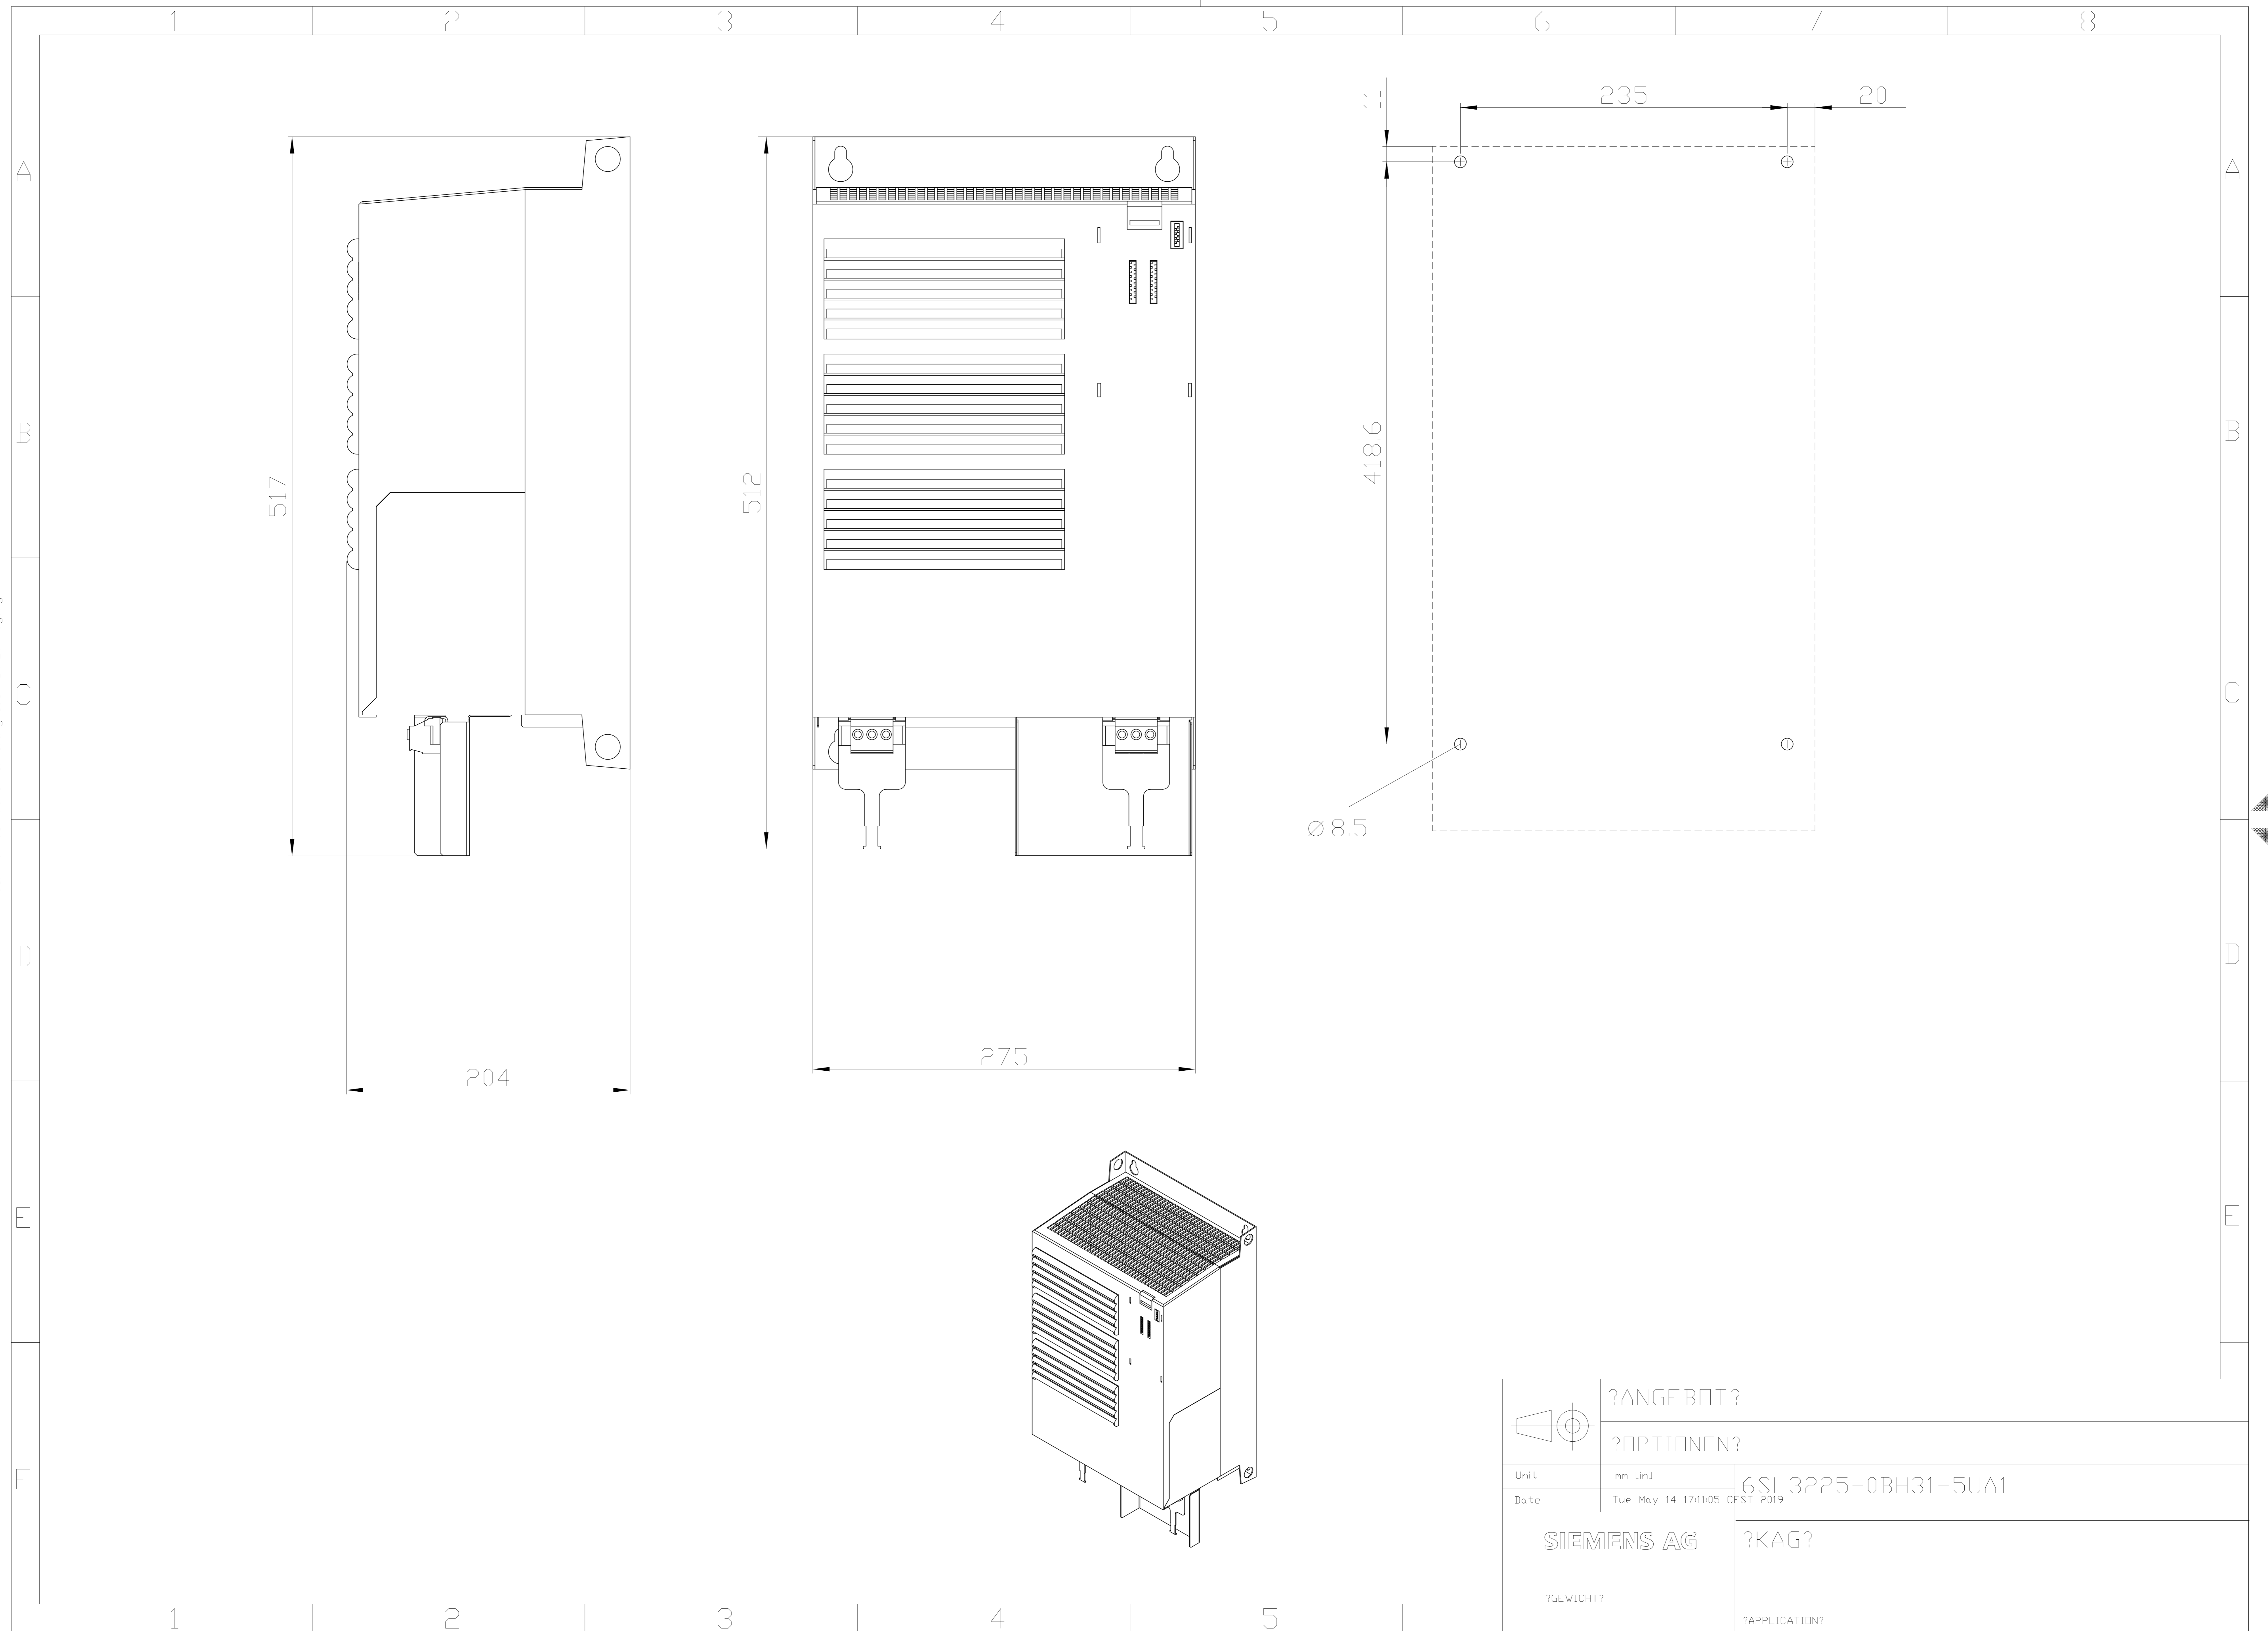 1 2 3 4 5 6 7 8
11
235
20
A A
B B
517
512
418.6
C C
Ø 8.5
D D
275
204
E E
?ANGEBOT?
?OPTIONEN?
F
Unit mm [in]
6SL3225-0BH31-5UA1
Date Tue May 14 17:11:05 CEST 2019
SIEMENS AG
?KAG?
?GEWICHT?
1 2 3 4 5
?APPLICATION?